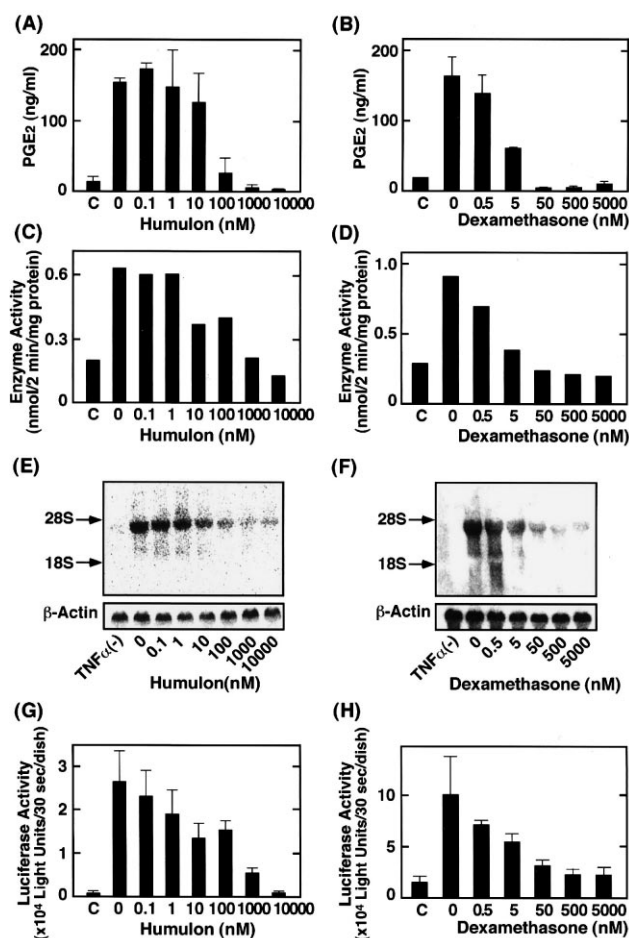 (A)
200
100
0
PGE2 (ng/ml)
C 0 0.1 1 10 100 1000 10000
Humulon (nM)
(B)
200
100
0
PGE2 (ng/ml)
C 0 0.5 5 50 500 5000
Dexamethasone (nM)
(C)
0.6
0.3
0
Enzyme Activity
(nmol/2 min/mg protein)
C 0 0.1 1 10 100 1000 10000
Humulon (nM)
(D)
1.0
0.5
0
Enzyme Activity
(nmol/2 min/mg protein)
C 0 0.5 5 50 500 5000
Dexamethasone (nM)
(E)
28S
18S
β-Actin
TNFα(-) 0 0.1 1 10 100 1000 10000
Humulon(nM)
(F)
28S
18S
β-Actin
TNFα(-) 0 0.5 5 50 500 5000
Dexamethasone (nM)
(G)
3
2
1
0
Luciferase Activity
[x10⁴ Light Units/30 sec/dish)
C 0 0.1 1 10 100 1000 10000
Humulon (nM)
(H)
10
5
0
Luciferase Activity
[x10⁴ Light Units/30 sec/dish)
C 0 0.5 5 50 500 5000
Dexamethasone (nM)